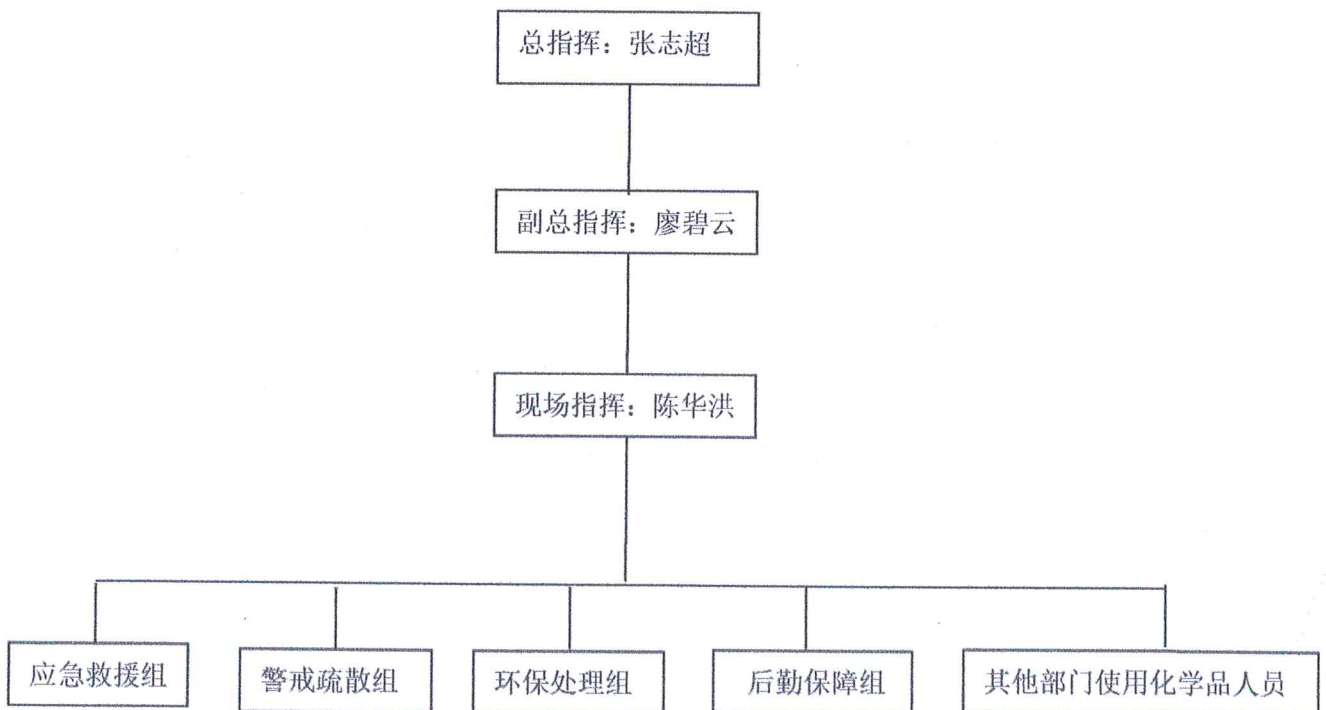 总指挥：张志超
副总指挥：廖碧云
现场指挥：陈华洪
应急救援组
警戒疏散组
环保处理组
后勤保障组
其他部门使用化学品人员